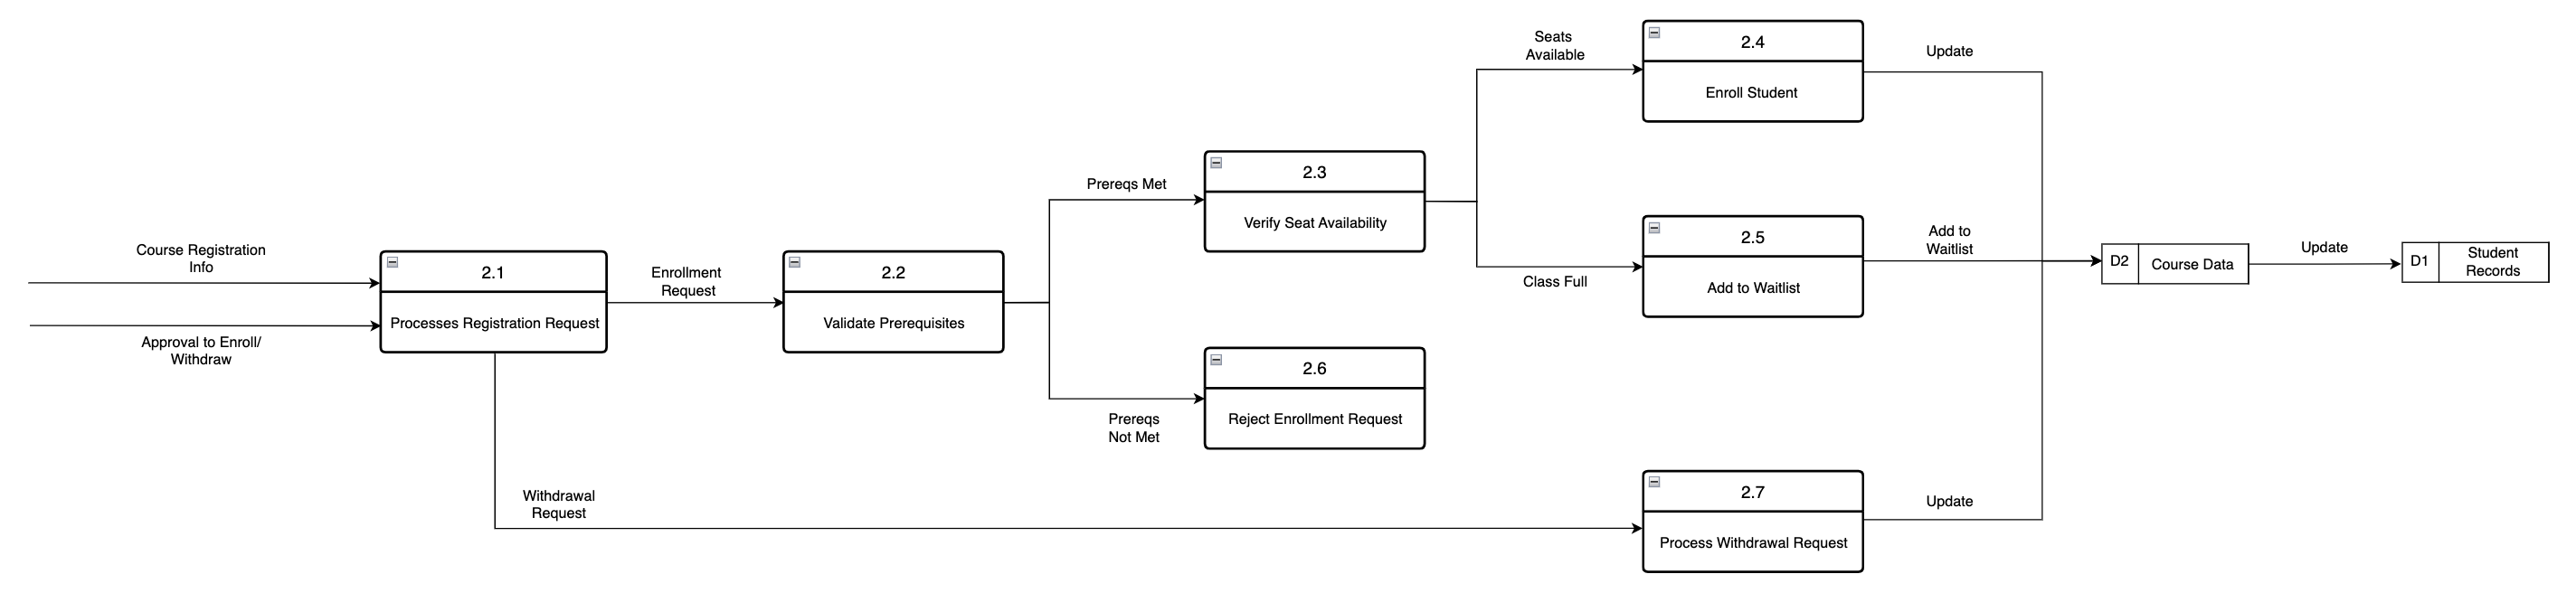 Course Registration
Info
Approval to Enroll/
Withdraw
2.1
Processes Registration Request
Enrollment
Request
Withdrawal
Request
2.2
Validate Prerequisites
Prereqs Met
Prereqs
Not Met
2.3
Verify Seat Availability
2.6
Reject Enrollment Request
Seats
Available
Class Full
2.4
Enroll Student
2.5
Add to Waitlist
2.7
Process Withdrawal Request
Update
Add to
Waitlist
Update
D2
Course Data
Update
D1
Student
Records